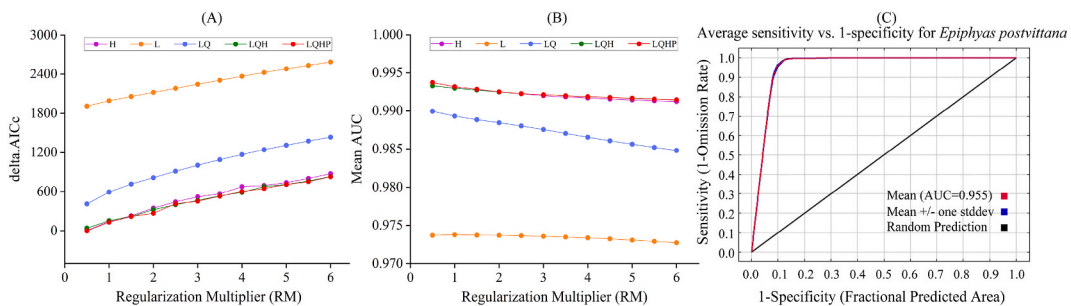 (A)
H L LQ LQH LQHP
delta.AICc
3000
2400
1800
1200
600
0
0 1 2 3 4 5 6
Regularization Multiplier (RM)
(B)
H L LQ LQH LQHP
Mean AUC
1.000
0.995
0.990
0.985
0.980
0.975
0.970
0 1 2 3 4 5 6
Regularization Multiplier (RM)
(C)
Average sensitivity vs. 1-specificity for Epiphyas postvittana
Sensitivity (1-Omission Rate)
1.0
0.9
0.8
0.7
0.6
0.5
0.4
0.3
0.2
0.1
0.0
Mean (AUC=0.955)
Mean +/- one stddev
Random Prediction
0.0 0.1 0.2 0.3 0.4 0.5 0.6 0.7 0.8 0.9 1.0
1-Specificity (Fractional Predicted Area)